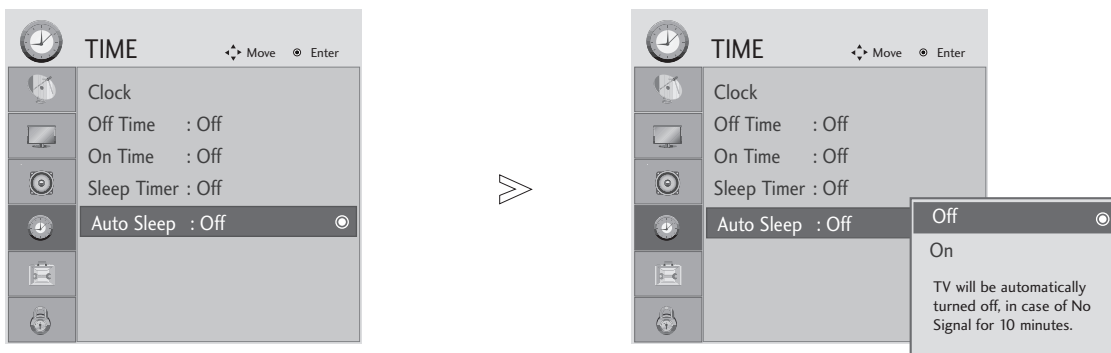 TIME
Move Enter
Clock
Off Time : Off
On Time : Off
Sleep Timer : Off
Auto Sleep : Off
TIME
Move Enter
Clock
Off Time : Off
On Time : Off
Sleep Timer : Off
Auto Sleep : Off
Off
On
TV will be automatically
turned off, in case of No
Signal for 10 minutes.